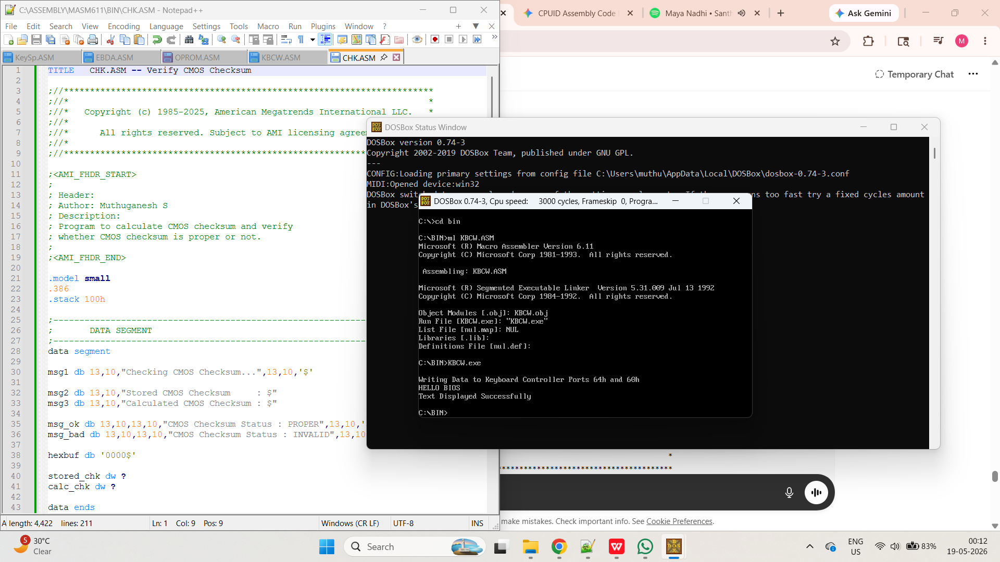 C:\ASSEMBLY\MASM611\BIN\CHK.ASM - Notepad++
File Edit Search View Encoding Language Settings Tools Macro Run Plugins Window ?
KeySp.ASM EBDA.ASM OPROM.ASM KBCW.ASM CHK.ASM
1 TITLE CHK.ASM -- Verify CMOS Checksum
2
3 ;//***********************************************************************
4 ;//* *
5 ;//* Copyright (c) 1985-2025, American Megatrends International LLC. *
6 ;//*
7 ;//* All rights reserved. Subject to AMI licensing agree
8 ;//*
9 ;//**********************************************************
10
11 ;<AMI_FHDR_START>
12 ;
13 ; Header:
14 ; Author: Muthuganesh S
15 ; Description:
16 ; Program to calculate CMOS checksum and verify
17 ; whether CMOS checksum is proper or not.
18 ;
19 ;<AMI_FHDR_END>
20
21 .model small
22 .386
23 .stack 100h
24
25 ;------------------------------------------------------------
26 ; DATA SEGMENT
27 ;------------------------------------------------------------
28 data segment
29
30 msg1 db 13,10,"Checking CMOS Checksum...",13,10,'$'
31
32 msg2 db 13,10,"Stored CMOS Checksum : $"
33 msg3 db 13,10,"Calculated CMOS Checksum : $"
34
35 msg_ok db 13,10,13,10,"CMOS Checksum Status : PROPER",13,10,'
36 msg_bad db 13,10,13,10,"CMOS Checksum Status : INVALID",13,10
37
38 hexbuf db '0000$'
39
40 stored_chk dw ?
41 calc_chk dw ?
42
43 data ends
A length: 4,422 lines: 211 Ln: 1 Col: 9 Pos: 9 Windows (CR LF) UTF-8 INS
CPUID Assembly Code
Maya Nadhi • Santh
Ask Gemini
M
Temporary Chat
DOSBox Status Window
DOSBox version 0.74-3
Copyright 2002-2019 DOSBox Team, published under GNU GPL.
---
CONFIG:Loading primary settings from config file C:\Users\muthu\AppData\Local\DOSBox\dosbox-0.74-3.conf
MIDI:Opened device:win32
DOSBox switched too fast try a fixed cycles amount
in DOSBox's
DOSBox 0.74-3, Cpu speed: 3000 cycles, Frameskip 0, Progra...
C:\>cd bin
C:\BIN>ml KBCW.ASM
Microsoft (R) Macro Assembler Version 6.11
Copyright (C) Microsoft Corp 1981-1993. All rights reserved.
Assembling: KBCW.ASM
Microsoft (R) Segmented Executable Linker Version 5.31.009 Jul 13 1992
Copyright (C) Microsoft Corp 1984-1992. All rights reserved.
Object Modules [.obj]: KBCW.obj
Run File [KBCW.exe]: "KBCW.exe"
List File [nul.map]: NUL
Libraries [.lib]:
Definitions File [nul.def]:
C:\BIN>KBCW.exe
Writing Data to Keyboard Controller Ports 64h and 60h
HELLO BIOS
Text Displayed Successfully
C:\BIN>
*
**************************************
make mistakes. Check important info. See Cookie Preferences.
5
30°C
Clear
Search
ENG
US
83%
00:12
19-05-2026